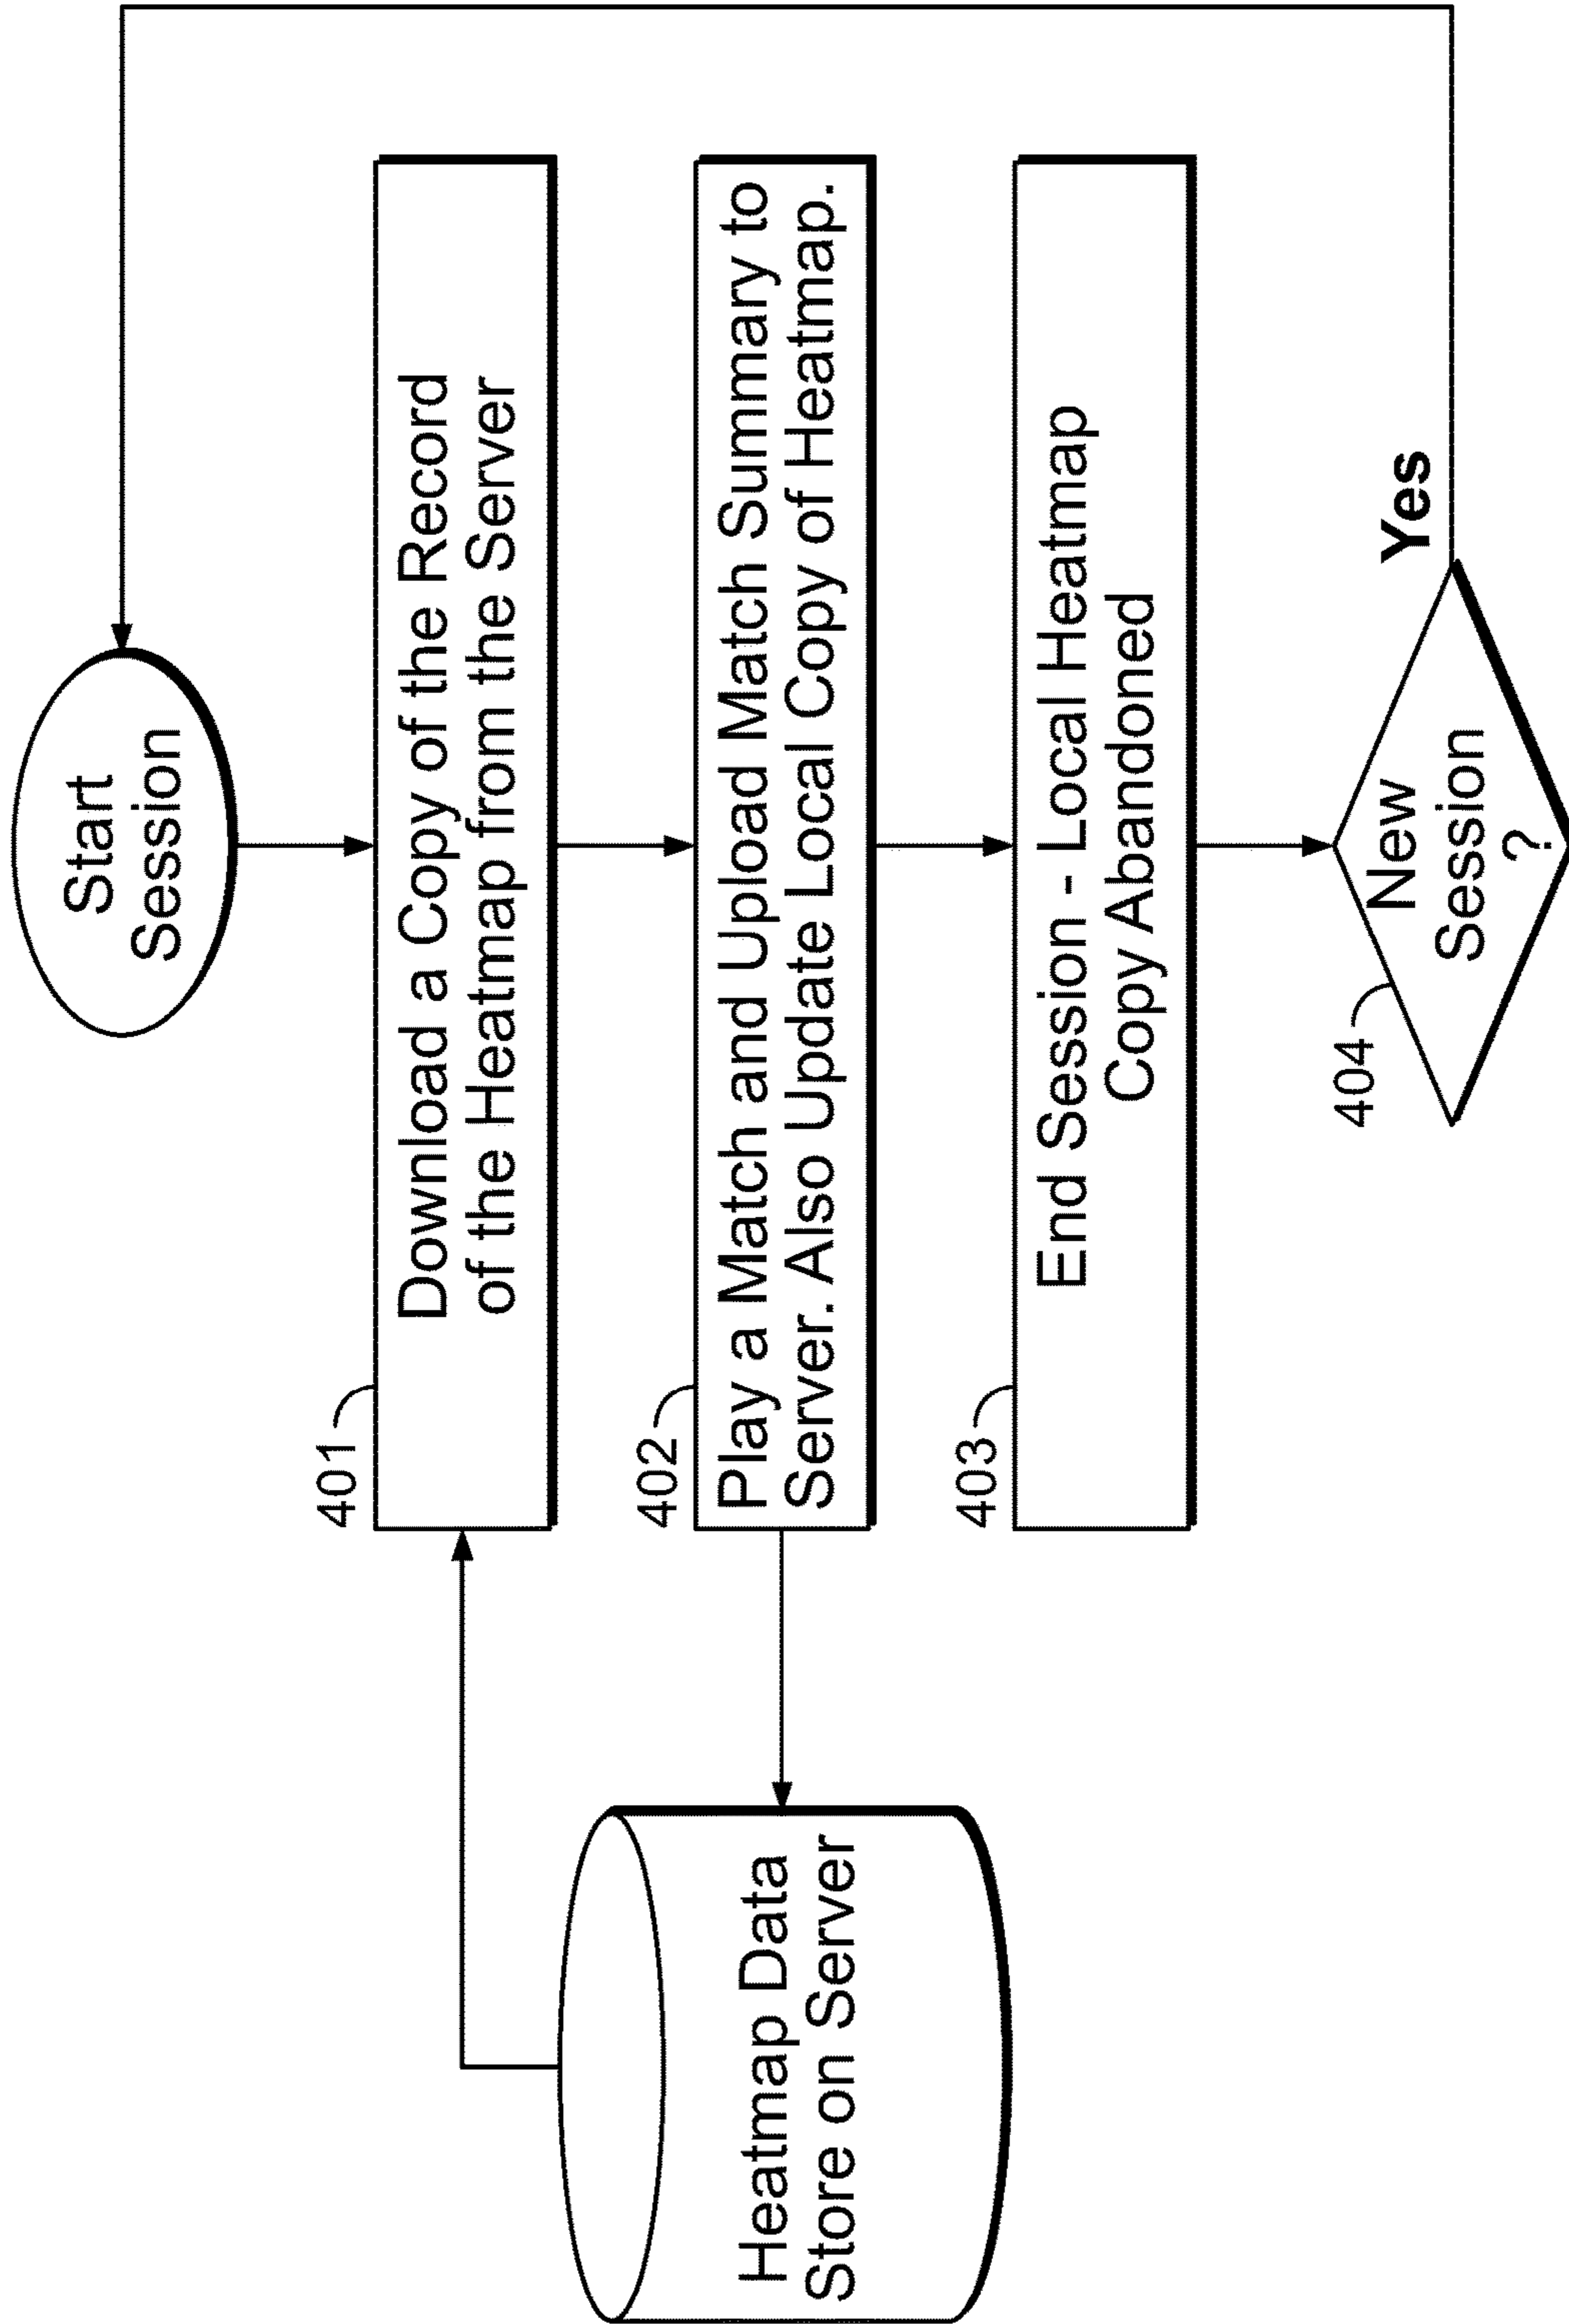 Start
Session
401
Download a Copy of the Record
of the Heatmap from the Server
402
Play a Match and Upload Match Summary to
Server. Also Update Local Copy of Heatmap.
Heatmap Data
Store on Server
403
End Session - Local Heatmap
Copy Abandoned
404
New
Session
?
Yes